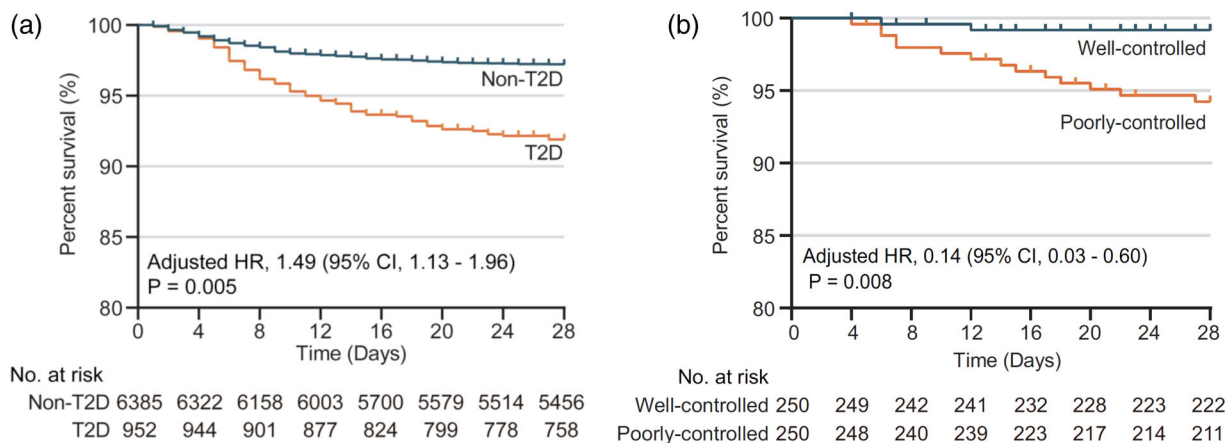 (a)
Percent survival (%)
100
95
90
85
80
Non-T2D
T2D
Adjusted HR, 1.49 (95% CI, 1.13 - 1.96)
P = 0.005
0 4 8 12 16 20 24 28
Time (Days)
No. at risk
Non-T2D 6385 6322 6158 6003 5700 5579 5514 5456
T2D 952 944 901 877 824 799 778 758
(b)
Percent survival (%)
100
95
90
85
80
Well-controlled
Poorly-controlled
Adjusted HR, 0.14 (95% CI, 0.03 - 0.60)
P = 0.008
0 4 8 12 16 20 24 28
Time (Days)
No. at risk
Well-controlled 250 249 242 241 232 228 223 222
Poorly-controlled 250 248 240 239 223 217 214 211